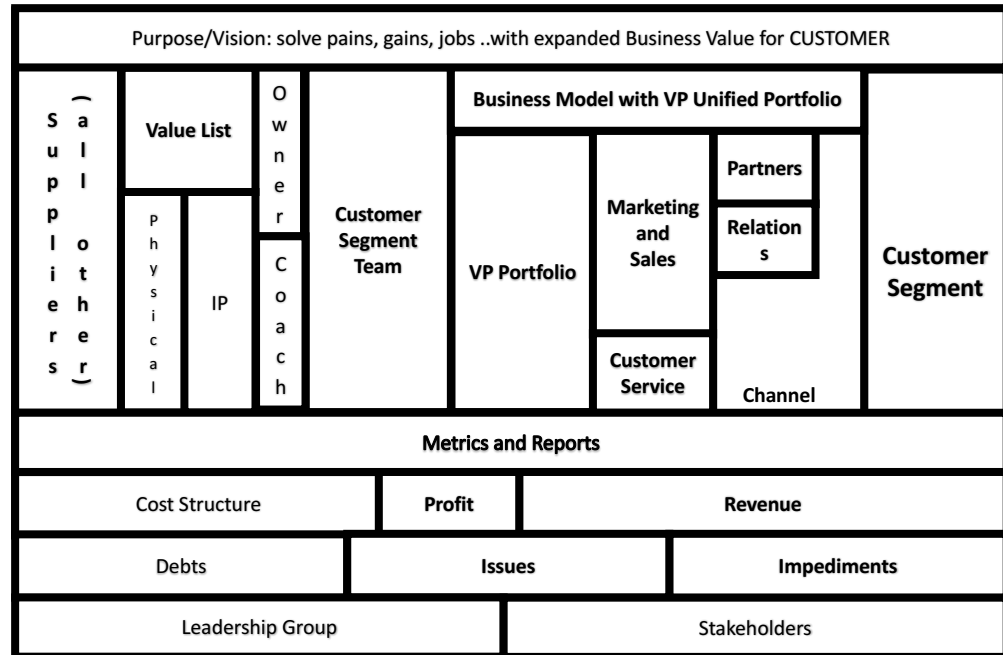 Purpose/Vision: solve pains, gains, jobs ..with expanded Business Value for CUSTOMER
Suppliers
(all other)
Value List
Physical
IP
Owner
Coach
Customer
Segment
Team
Business Model with VP Unified Portfolio
VP Portfolio
Marketing
and
Sales
Customer
Service
Partners
Relation
s
Channel
Customer
Segment
Metrics and Reports
Cost Structure
Profit
Revenue
Debts
Issues
Impediments
Leadership Group
Stakeholders